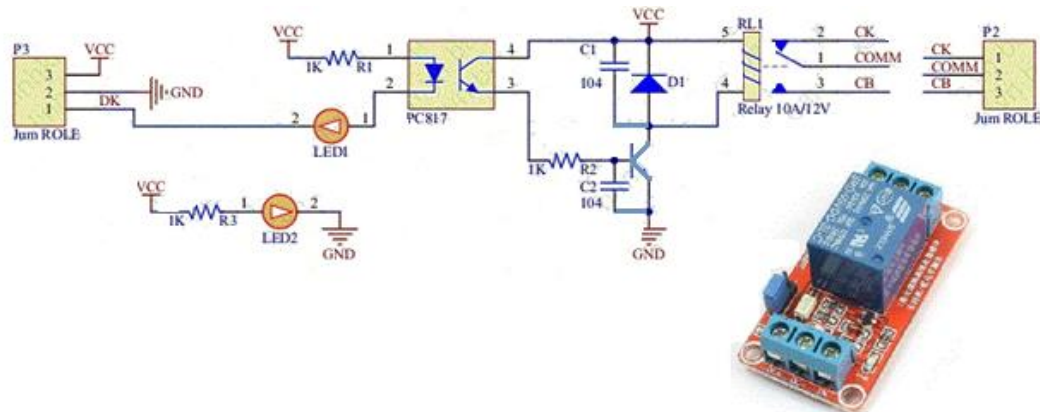 P3
VCC
3
2
1
GND
DK
Jum ROLE
VCC
1K
R1
1
2
4
3
PC817
2
1
LED1
VCC
1K
R3
1
2
LED2
GND
VCC
C1
104
D1
1K
R2
C2
104
GND
RL1
5
4
Relay 10A/12V
2
CK
1
COMM
3
CB
P2
CK
1
COMM
2
CB
3
Jum ROLE